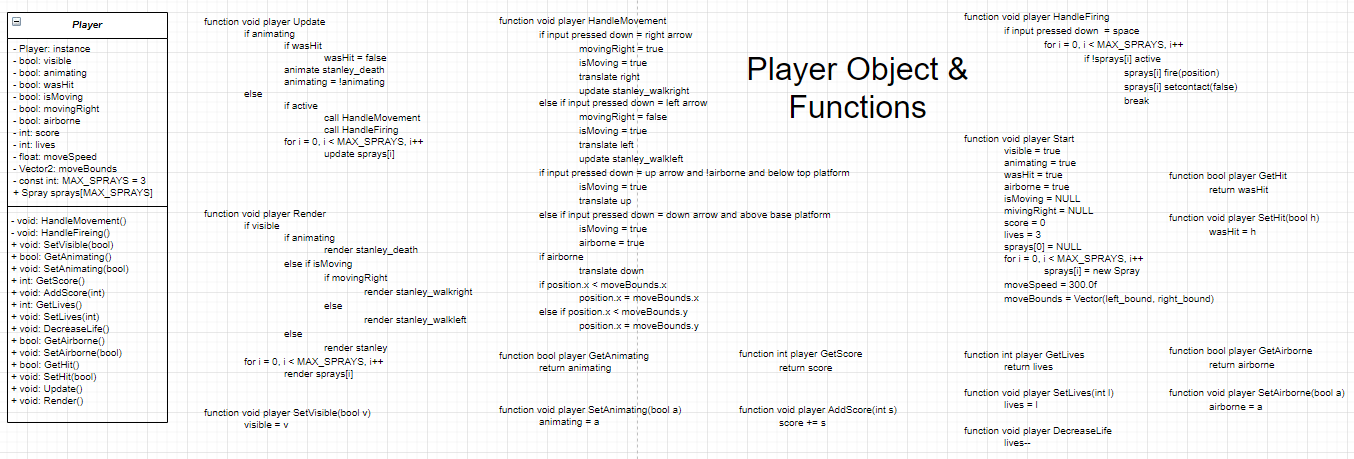 Player
- Player: instance
- bool: visible
- bool: animating
- bool: wasHit
- bool: isMoving
- bool: movingRight
- bool: airborne
- int: score
- int: lives
- float: moveSpeed
- Vector2: moveBounds
- const int: MAX_SPRAYS = 3
+ Spray sprays[MAX_SPRAYS]
- void: HandleMovement()
- void: HandleFireing()
+ void: SetVisible(bool)
+ bool: GetAnimating()
+ void: SetAnimating(bool)
+ int: GetScore()
+ void: AddScore(int)
+ int: GetLives()
+ void: SetLives(int)
+ void: DecreaseLife()
+ bool: GetAirborne()
+ void: SetAirborne(bool)
+ bool: GetHit()
+ void: SetHit(bool)
+ void: Update()
+ void: Render()
function void player Update
if animating
if wasHit
wasHit = false
animate stanley_death
animating = !animating
else
if active
call HandleMovement
call HandleFiring
for i = 0, i < MAX_SPRAYS, i++
update sprays[i]
function void player Render
if visible
if animating
render stanley_death
else if isMoving
if movingRight
render stanley_walkright
else
render stanley_walkleft
else
render stanley
for i = 0, i < MAX_SPRAYS, i++
render sprays[i]
function void player SetVisible(bool v)
visible = v
function void player HandleMovement
if input pressed down = right arrow
movingRight = true
isMoving = true
translate right
update stanley_walkright
else if input pressed down = left arrow
movingRight = false
isMoving = true
translate left
update stanley_walkleft
if input pressed down = up arrow and !airborne and below top platform
isMoving = true
translate up
else if input pressed down = down arrow and above base platform
isMoving = true
airborne = true
if airborne
translate down
if position.x < moveBounds.x
position.x = moveBounds.x
else if position.x < moveBounds.y
position.x = moveBounds.y
function bool player GetAnimating
return animating
function void player SetAnimating(bool a)
animating = a
Player Object &
Functions
function int player GetScore
return score
function void player AddScore(int s)
score += s
function void player HandleFiring
if input pressed down = space
for i = 0, i < MAX_SPRAYS, i++
if !sprays[i] active
sprays[i] fire(position)
sprays[i] setcontact(false)
break
function void player Start
visible = true
animating = true
wasHit = true
airborne = true
isMoving = NULL
mivingRight = NULL
score = 0
lives = 3
sprays[0] = NULL
for i = 0, i < MAX_SPRAYS, i++
sprays[i] = new Spray
moveSpeed = 300.0f
moveBounds = Vector(left_bound, right_bound)
function int player GetLives
return lives
function void player SetLives(int l)
lives = l
function void player DecreaseLife
lives--
function bool player GetHit
return wasHit
function void player SetHit(bool h)
wasHit = h
function bool player GetAirborne
return airborne
function void player SetAirborne(bool a)
airborne = a